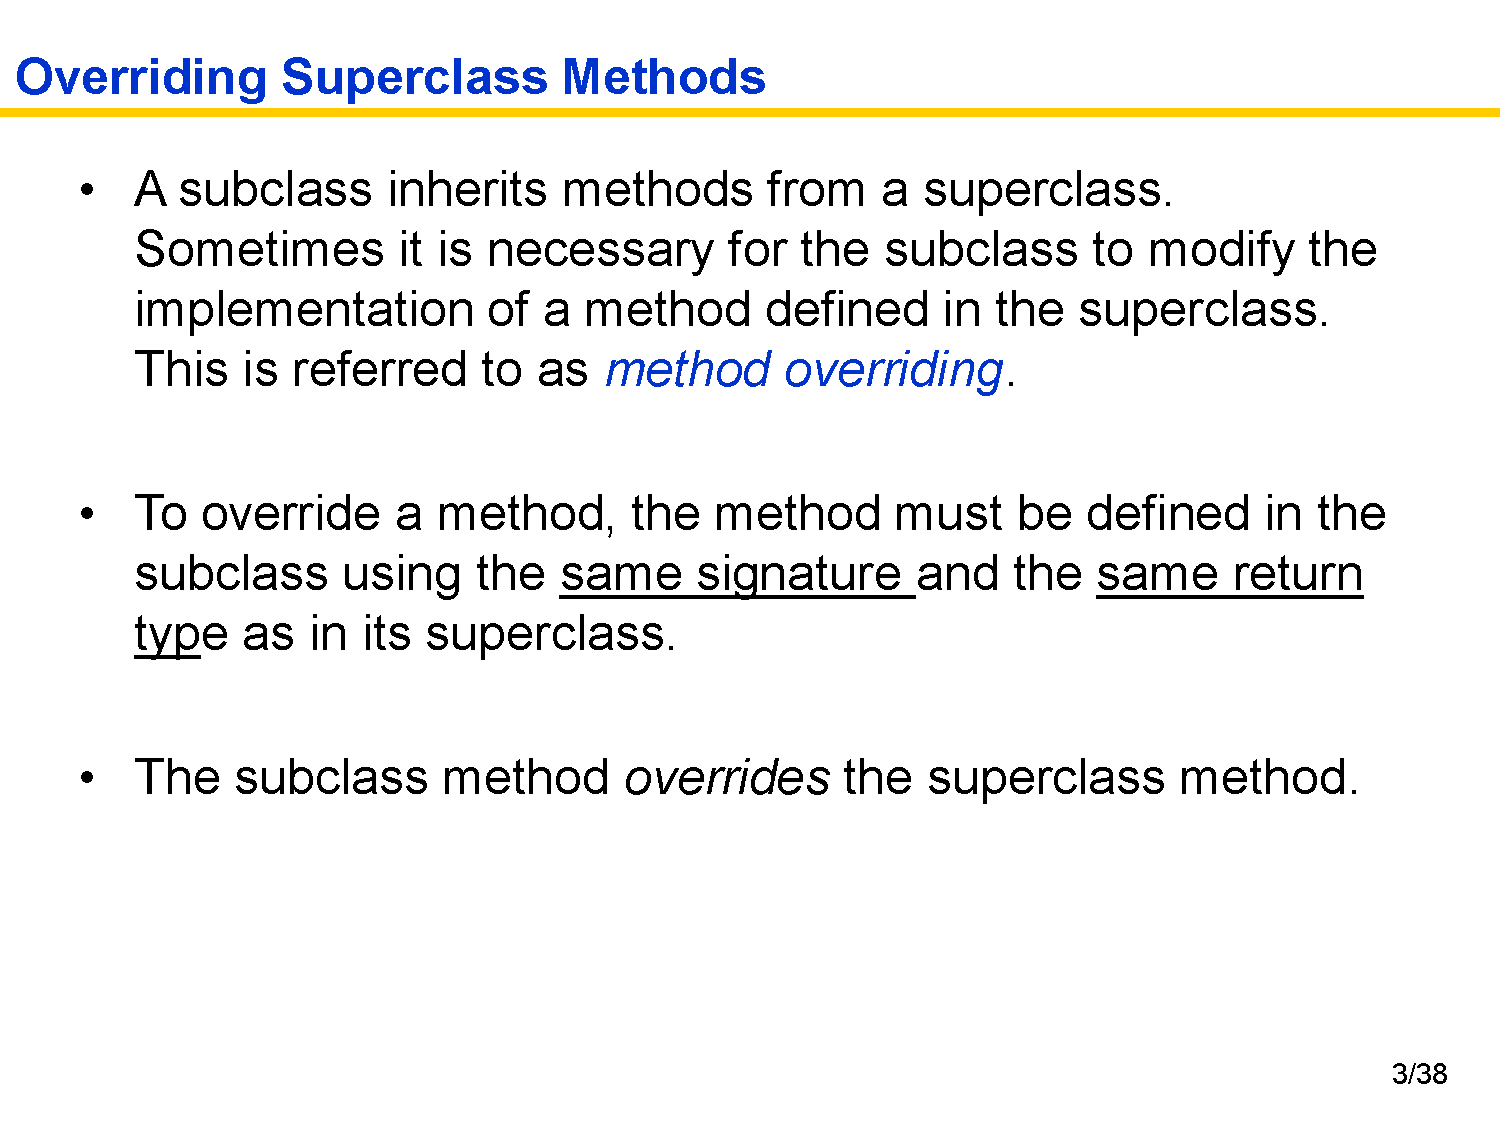 Overriding Superclass Methods
• A subclass inherits methods from a superclass.
Sometimes it is necessary for the subclass to modify the
implementation of a method defined in the superclass.
This is referred to as method overriding.
• To override a method, the method must be defined in the
subclass using the same signature and the same return
type as in its superclass.
• The subclass method overrides the superclass method.
3/38